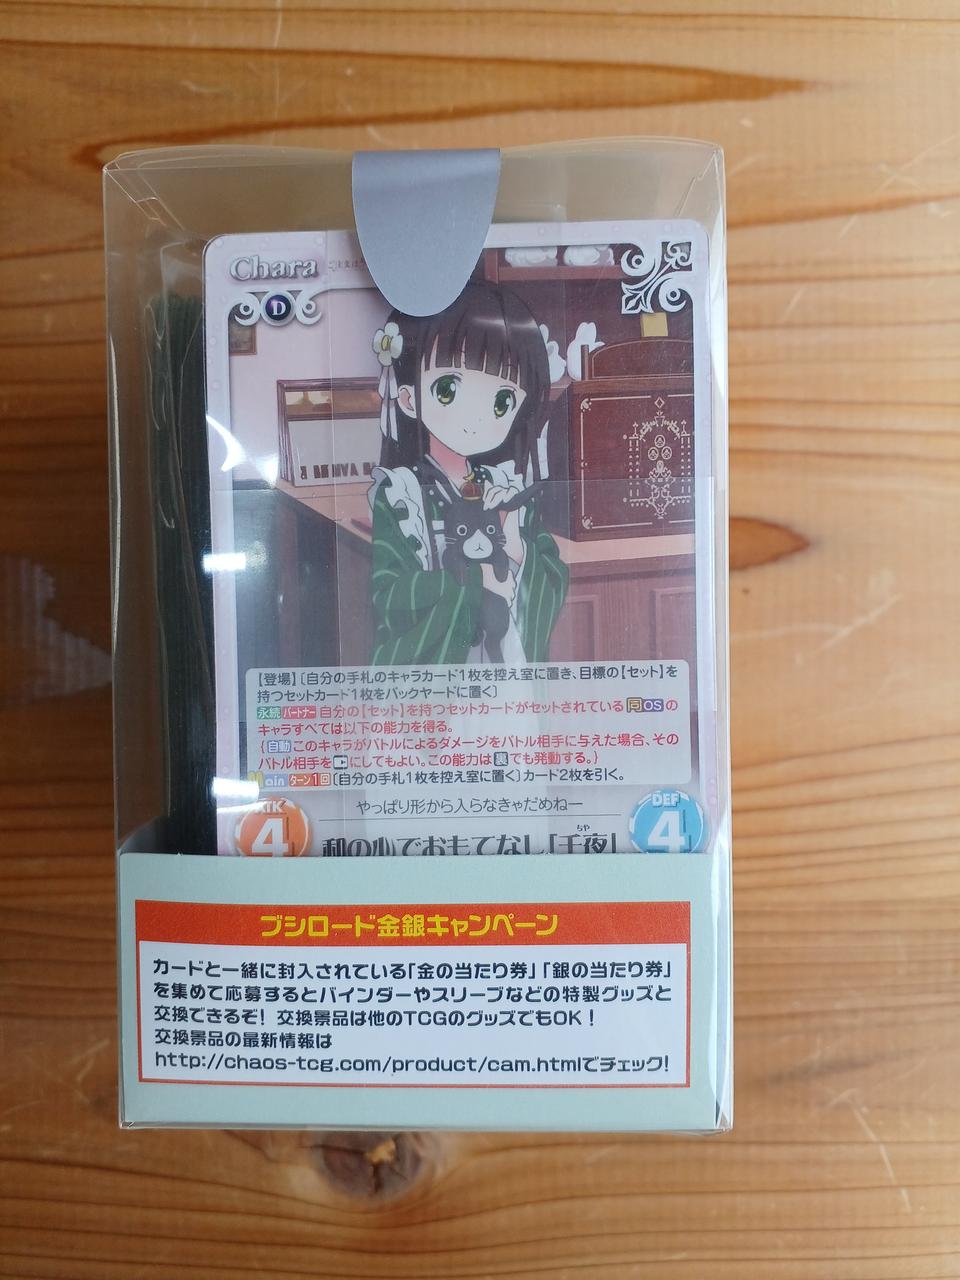 Chara
D
【登場】〔自分の手札のキャラカード1枚を控え室に置き、目標の【セット】を
持つセットカード1枚をバックヤードに置く〕
永続 パートナー 自分の【セット】を持つセットカードがセットされている同OSの
キャラすべては以下の能力を得る。
{自動 このキャラがバトルによるダメージをバトル相手に与えた場合、その
バトル相手を にしてもよい。この能力は裏でも発動する。}
Main ターン1回〔自分の手札1枚を控え室に置く〕カード2枚を引く。
やっぱり形から入らなきゃだめねー
ATK
4
ちや
和の心でおもてなし「千夜」
DEF
4
ブシロード金銀キャンペーン
カードと一緒に封入されている「金の当たり券」「銀の当たり券」
を集めて応募するとバインダーやスリーブなどの特製グッズと
交換できるぞ！ 交換景品は他のTCGのグッズでもOK！
交換景品の最新情報は
http://chaos-tcg.com/product/cam.htmlでチェック！